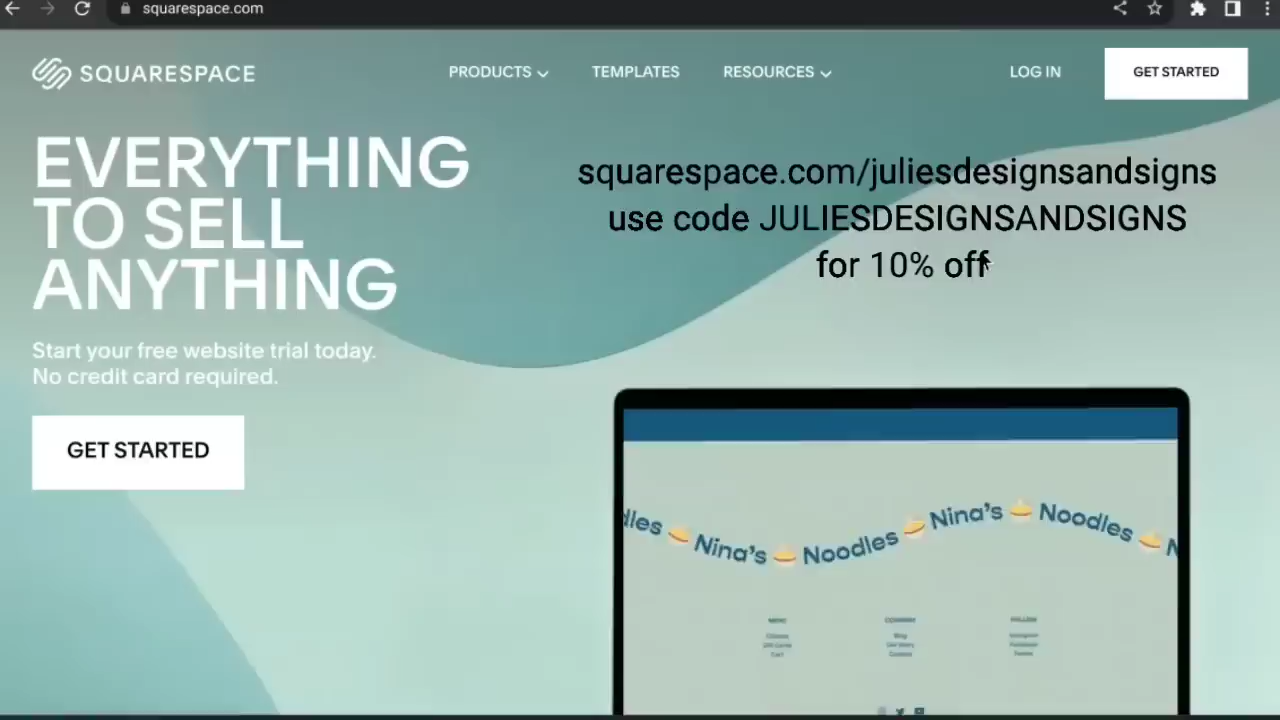 squarespace.com
SQUARESPACE
PRODUCTS
TEMPLATES
RESOURCES
LOG IN
GET STARTED
EVERYTHING
TO SELL
ANYTHING
squarespace.com/juliesdesignsandsigns
use code JULIESDESIGNSANDSIGNS
for 10% off
Start your free website trial today.
No credit card required.
GET STARTED
dles Nina's Noodles Nina's Noodles N